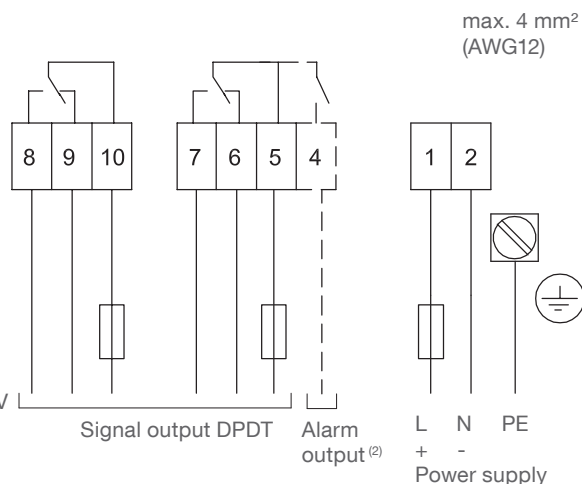 max. 4 mm²
(AWG12)
8 9 10 7 6 5 4 1 2
V
Signal output DPDT
Alarm
output (2)
L N PE
+ -
Power supply